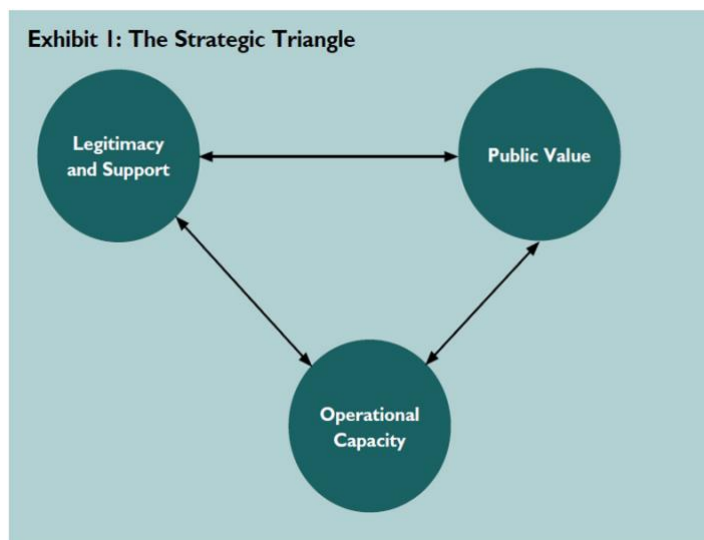 Exhibit 1: The Strategic Triangle
Legitimacy
and Support
Public Value
Operational
Capacity